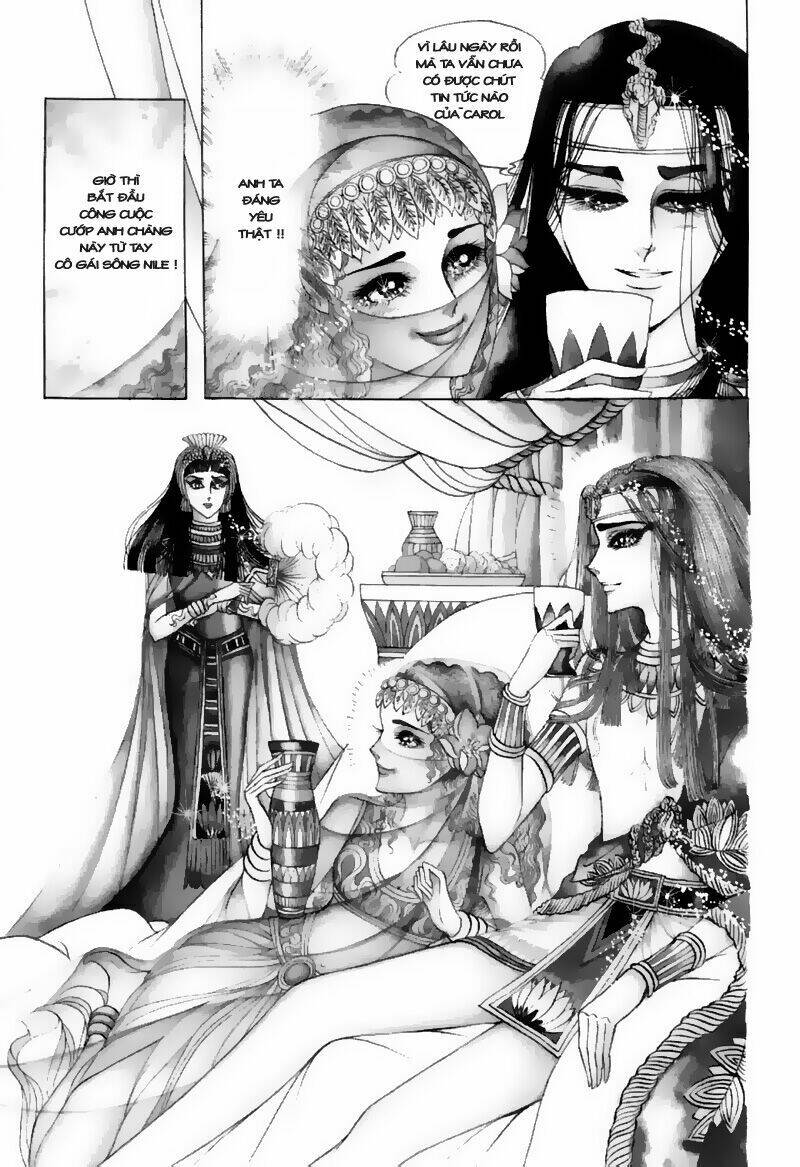 VÌ LÂU NGÀY RỒI
MÀ TA VẪN CHƯA
CÓ ĐƯỢC CHÚT
TIN TỨC NÀO
CỦA CAROL
ANH TA
ĐÁNG
YÊU
THẬT !!
GIỜ THÌ
BẮT ĐẦU
CÔNG CUỘC
CƯỚP ANH CHÀNG
NÀY TỪ TAY
CÔ GÁI SÔNG NILE !